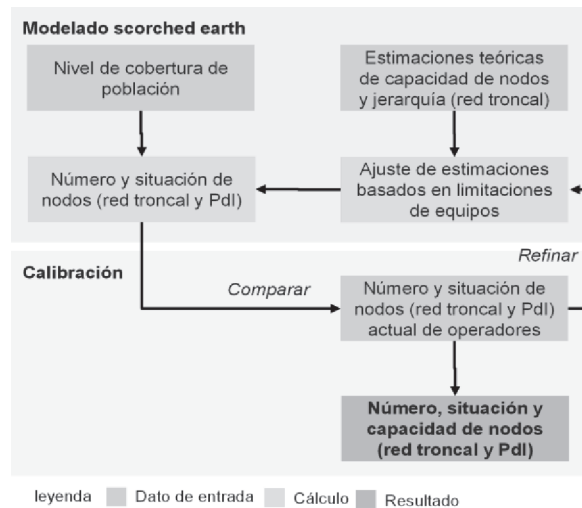 Modelado scorched earth
Nivel de cobertura de
población
Estimaciones teóricas
de capacidad de nodos
y jerarquía (red troncal)
Número y situación de
nodos (red troncal y PdI)
Ajuste de estimaciones
basados en limitaciones
de equipos
Refinar
Calibración
Comparar
Número y situación de
nodos (red troncal y PdI)
actual de operadores
Número, situación y
capacidad de nodos
(red troncal y PdI)
leyenda
Dato de entrada
Cálculo
Resultado